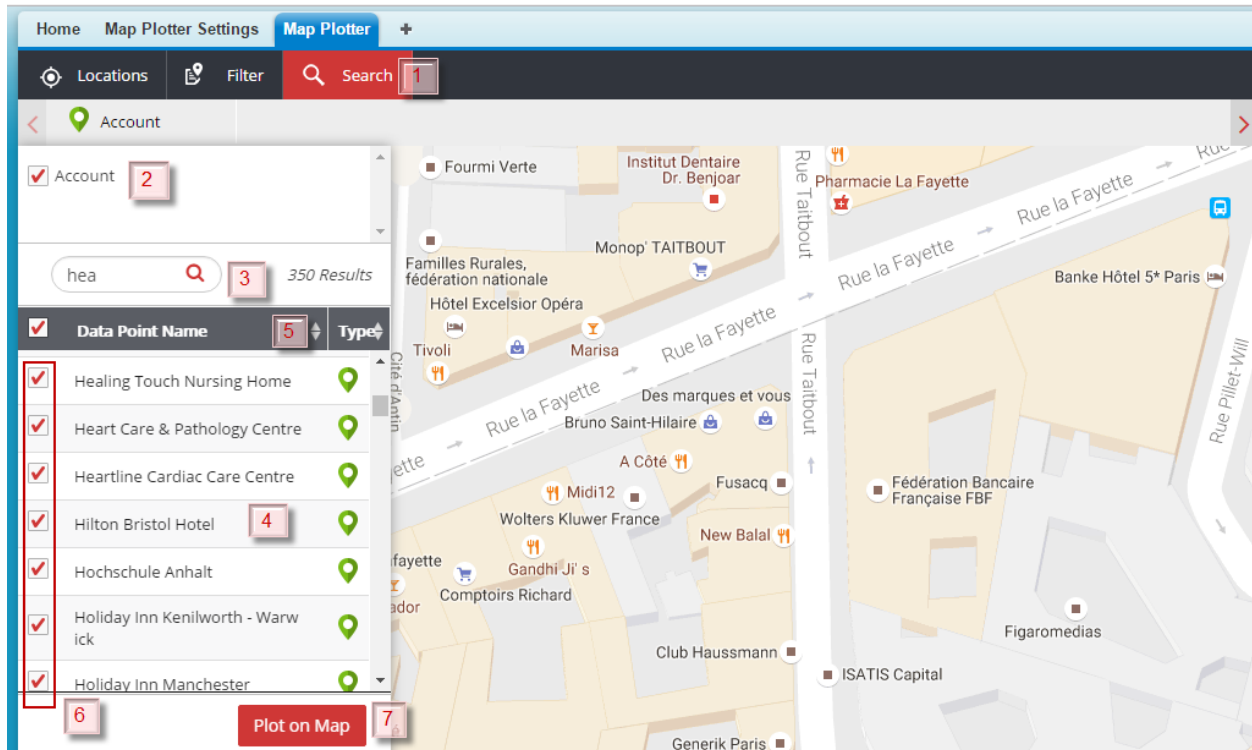 Home Map Plotter Settings Map Plotter +
Locations Filter Search 1
Account
Account 2
hea 3 350 Results
Data Point Name 5 Type
Healing Touch Nursing Home
Heart Care & Pathology Centre
Heartline Cardiac Care Centre
Hilton Bristol Hotel 4
Hochschule Anhalt
Holiday Inn Kenilworth - Warw
ick
Holiday Inn Manchester
6
Plot on Map 7
Fourmi Verte
Institut Dentaire
Dr. Benjoar
Rue Taitbout
Pharmacie La Fayette
Rue la Fayette
Familles Rurales,
fédération nationale
Monop' TAITBOUT
Rue la Fayette
Banke Hôtel 5* Paris
Hôtel Excelsior Opéra
Tivoli
Marisa
Rue la Fayette
Rue Taitbout
Cité d'Antin
Rue la Fayette
Des marques et vous
Bruno Saint-Hilaire
Rue Pillet-Will
ette
A Côté
Midi12
Fusacq
Fédération Bancaire
Française FBF
Wolters Kluwer France
New Balal
fayette
Gandhi Ji' s
ador
Comptoirs Richard
Figaromedias
Club Haussmann
ISATIS Capital
Generik Paris